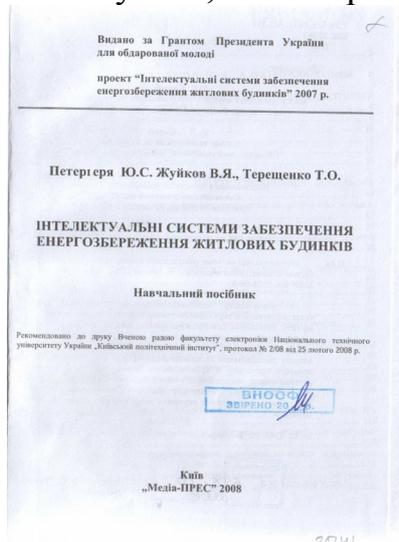 Видано за Грантом Президента України
для обдарованої молоді
проект “Інтелектуальні системи забезпечення
енергозбереження житлових будинків” 2007 р.
Петергеря Ю.С. Жуйков В.Я., Терещенко Т.О.
ІНТЕЛЕКТУАЛЬНІ СИСТЕМИ ЗАБЕЗПЕЧЕННЯ
ЕНЕРГОЗБЕРЕЖЕННЯ ЖИТЛОВИХ БУДИНКІВ
Навчальний посібник
Рекомендовано до друку Вченою радою факультету електроніки Національного технічного
університету України „Київський політехнічний інститут”, протокол № 2/08 від 25 лютого 2008 р.
ВНООФ
ЗВІРЕНО 20
Київ
„Медіа-ПРЕС” 2008